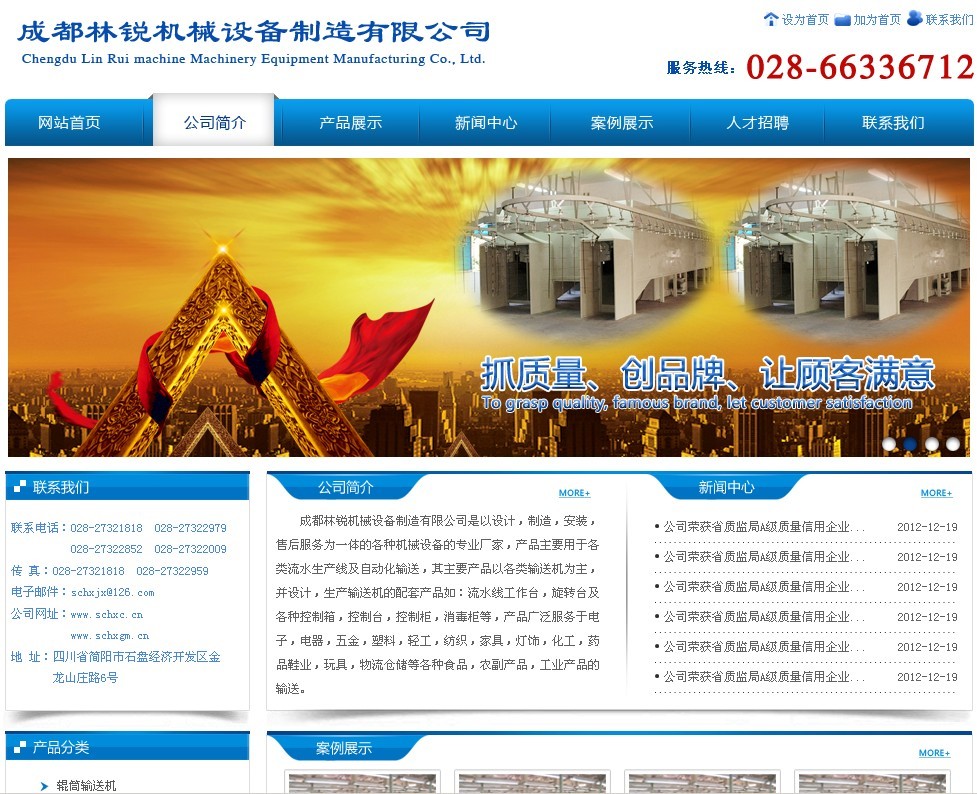 成都林锐机械设备制造有限公司
Chengdu Lin Rui machine Machinery Equipment Manufacturing Co., Ltd.
设为首页 加为首页 联系我们
服务热线: 028-66336712
网站首页 公司简介 产品展示 新闻中心 案例展示 人才招聘 联系我们
抓质量、创品牌、让顾客满意
To grasp quality, famous brand, let customer satisfaction
联系我们
联系电话：028-27321818 028-27322979
028-27322852 028-27322009
传 真：028-27321818 028-27322959
电子邮件：schxjx@126.com
公司网址：www.schxc.cn
www.schxgm.cn
地 址：四川省简阳市石盘经济开发区金
龙山庄路6号
公司简介
MORE+
成都林锐机械设备制造有限公司是以设计，制造，安装，
售后服务为一体的各种机械设备的专业厂家，产品主要用于各
类流水生产线及自动化输送，其主要产品以各类输送机为主，
并设计，生产输送机的配套产品如：流水线工作台，旋转台及
各种控制箱，控制台，控制柜，消毒柜等，产品广泛服务于电
子，电器，五金，塑料，轻工，纺织，家具，灯饰，化工，药
品鞋业，玩具，物流仓储等各种食品，农副产品，工业产品的
输送。
新闻中心
MORE+
公司荣获省质监局A级质量信用企业... 2012-12-19
公司荣获省质监局A级质量信用企业... 2012-12-19
公司荣获省质监局A级质量信用企业... 2012-12-19
公司荣获省质监局A级质量信用企业... 2012-12-19
公司荣获省质监局A级质量信用企业... 2012-12-19
公司荣获省质监局A级质量信用企业... 2012-12-19
产品分类
辊筒输送机
案例展示
MORE+